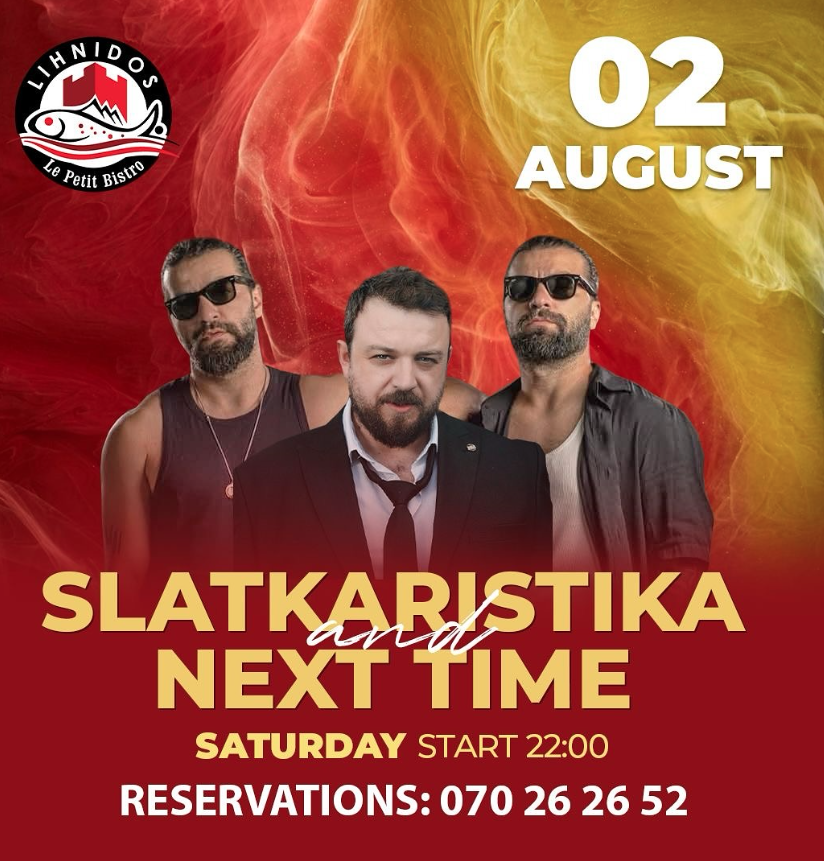 LIHNIDOS
Le Petit Bistro
02
AUGUST
SLATKARISTIKA
and
NEXT TIME
SATURDAY START 22:00
RESERVATIONS: 070 26 26 52